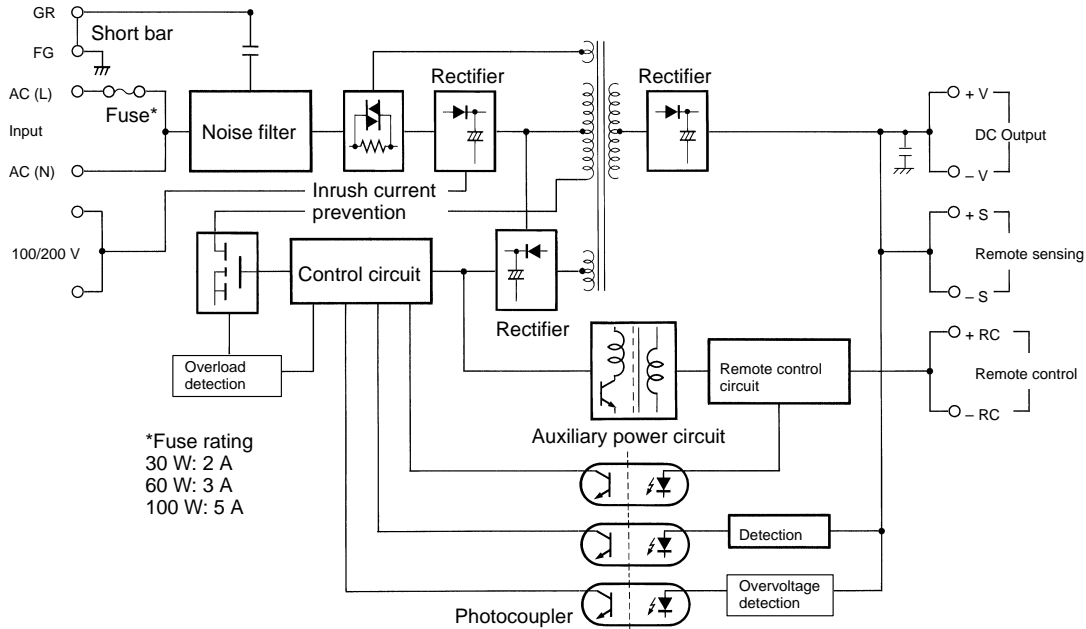 GR
Short bar
FG
AC (L)
Fuse*
Input
AC (N)
100/200 V
Noise filter
Rectifier
Rectifier
Inrush current
prevention
Control circuit
Rectifier
Overload
detection
+ V
DC Output
– V
+ S
Remote sensing
– S
+ RC
Remote control
– RC
Remote control
circuit
Auxiliary power circuit
*Fuse rating
30 W: 2 A
60 W: 3 A
100 W: 5 A
Detection
Overvoltage
detection
Photocoupler